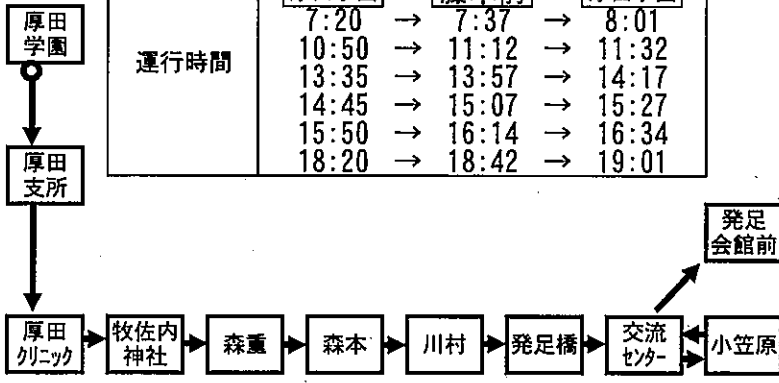 厚田
学園
運行時間
7:20 → 7:37 → 8:01
10:50 → 11:12 → 11:32
13:35 → 13:57 → 14:17
14:45 → 15:07 → 15:27
15:50 → 16:14 → 16:34
18:20 → 18:42 → 19:01
厚田
支所
発足
会館前
厚田
クリニック
牧佐内
神社
森重
森本
川村
発足橋
交流
センター
小笠原